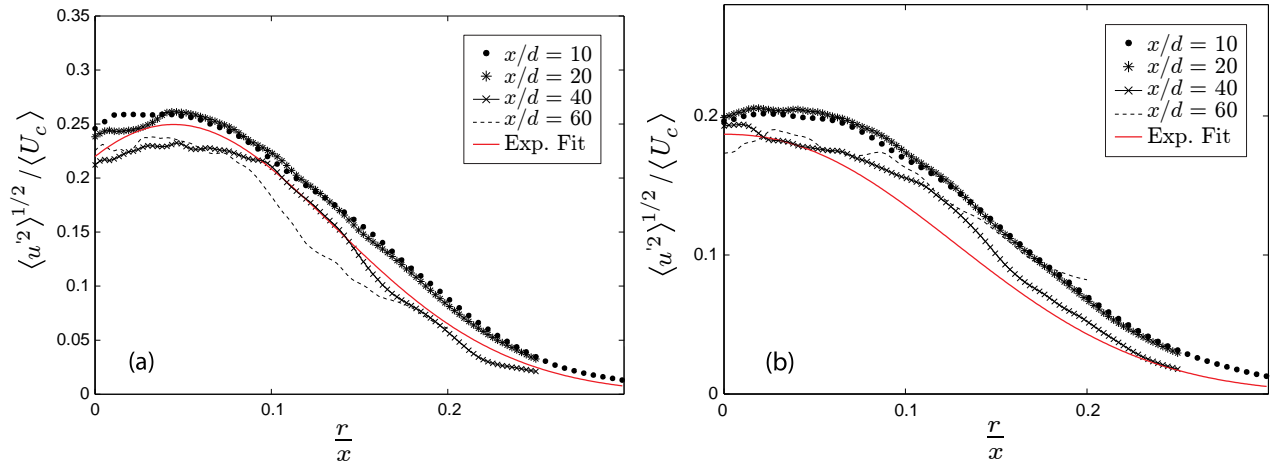 0.35
0.3
0.25
0.20
0.15
0.1
0.05
0
⟨u'²⟩^{1/2} / ⟨U_c⟩
x/d = 10
x/d = 20
x/d = 40
x/d = 60
Exp. Fit
(a)
0
0.1
0.2
r/x
0.2
0.1
0
⟨u'²⟩^{1/2} / ⟨U_c⟩
x/d = 10
x/d = 20
x/d = 40
x/d = 60
Exp. Fit
(b)
0
0.1
0.2
r/x